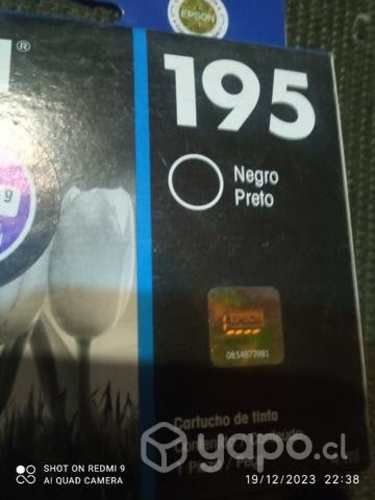 EPSON
®
195
Negro
Preto
g
EPSON
0834873981
Cartucho de tinta
yapo.cl
SHOT ON REDMI 9
AI QUAD CAMERA
19/12/2023 22:38